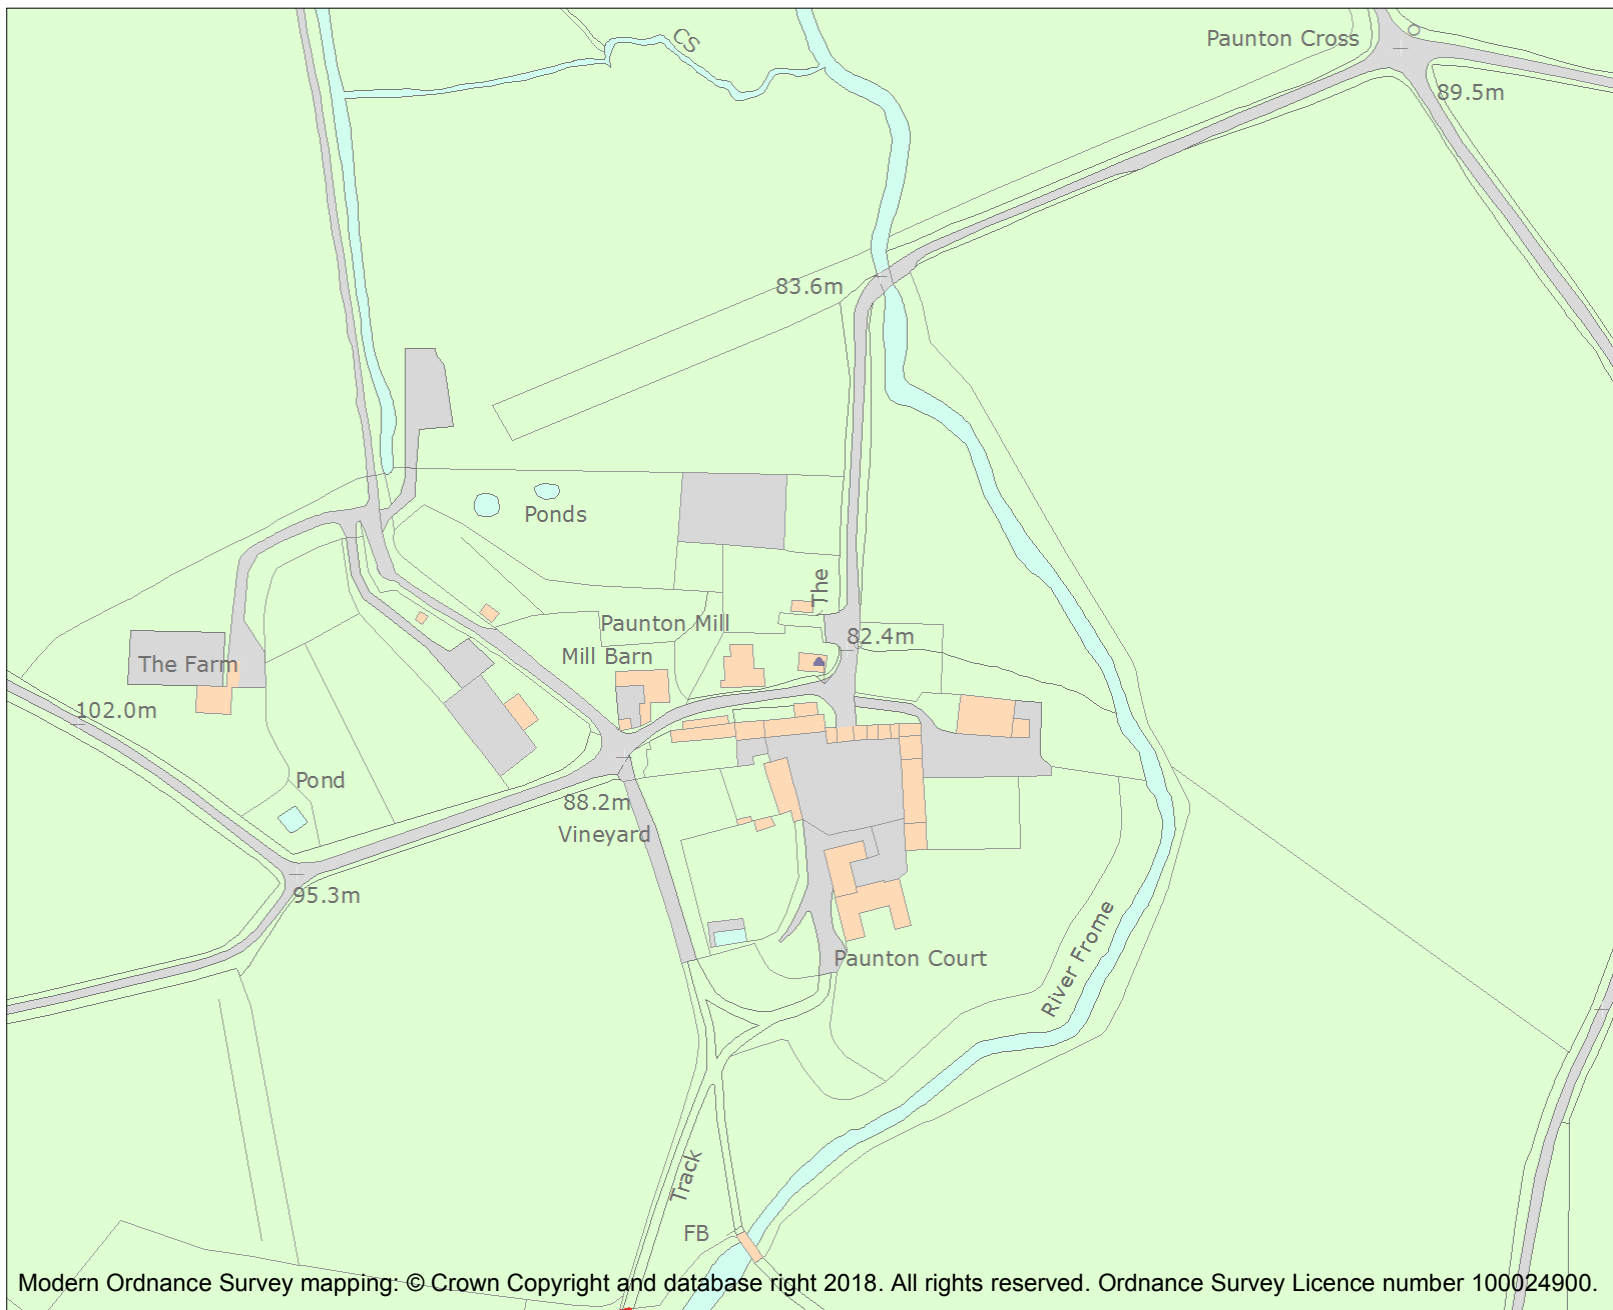 CS
Paunton Cross
89.5m
83.6m
Ponds
The
Paunton Mill
82.4m
Mill Barn
The Farm
102.0m
Pond
88.2m
Vineyard
95.3m
River Frome
Paunton Court
Track
FB
Modern Ordnance Survey mapping: © Crown Copyright and database right 2018. All rights reserved. Ordnance Survey Licence number 100024900.